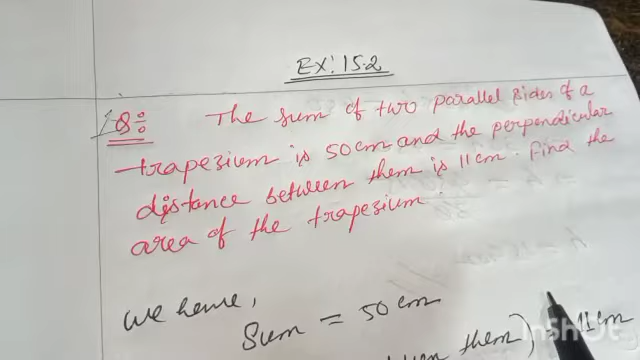 EX: 15.2
Q: The sum of two parallel sides of a
trapezium is 50cm and the perpendicular
distance between them is 11cm. Find the
area of the trapezium.
We have,
Sum = 50 cm
them) 11cm
InShot